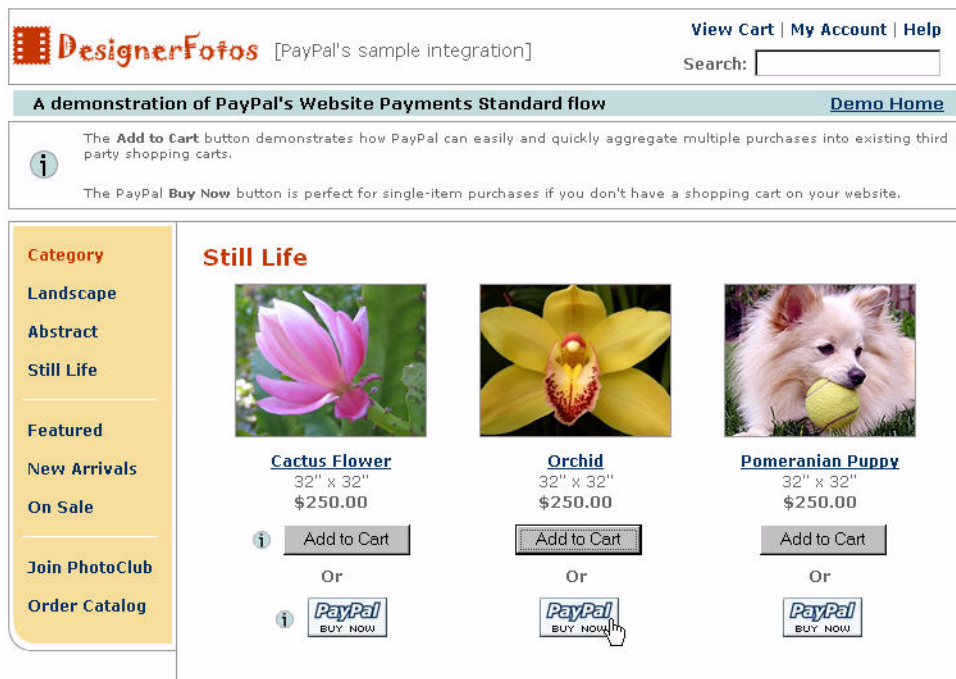 DesignerFotos [PayPal's sample integration]
View Cart | My Account | Help
Search:
A demonstration of PayPal's Website Payments Standard flow
Demo Home
The Add to Cart button demonstrates how PayPal can easily and quickly aggregate multiple purchases into existing third
party shopping carts.
The PayPal Buy Now button is perfect for single-item purchases if you don't have a shopping cart on your website.
Category
Landscape
Abstract
Still Life
Featured
New Arrivals
On Sale
Join PhotoClub
Order Catalog
Still Life
Cactus Flower
32" x 32"
$250.00
Add to Cart
Or
PayPal
BUY NOW
Orchid
32" x 32"
$250.00
Add to Cart
Or
PayPal
BUY NOW
Pomeranian Puppy
32" x 32"
$250.00
Add to Cart
Or
PayPal
BUY NOW